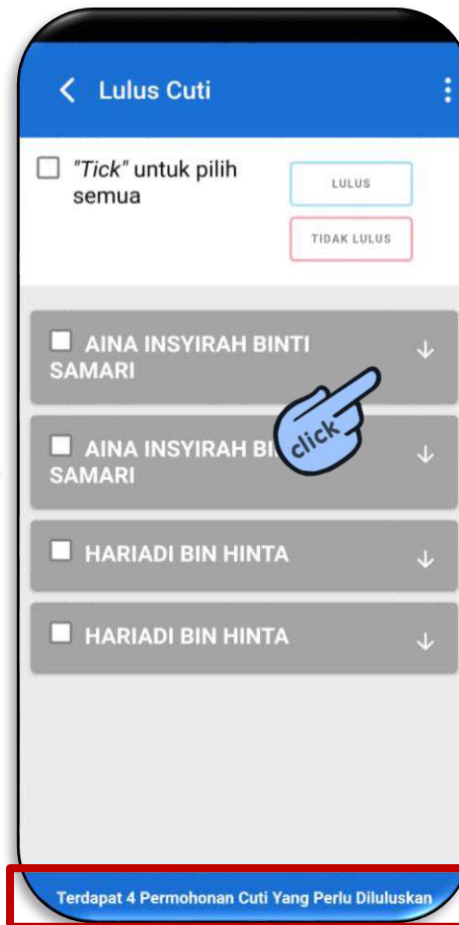 Lulus Cuti
"Tick" untuk pilih
semua
LULUS
TIDAK LULUS
AINA INSYIRAH BINTI
SAMARI
click
AINA INSYIRAH BI
SAMARI
HARIADI BIN HINTA
HARIADI BIN HINTA
Terdapat 4 Permohonan Cuti Yang Perlu Diluluskan